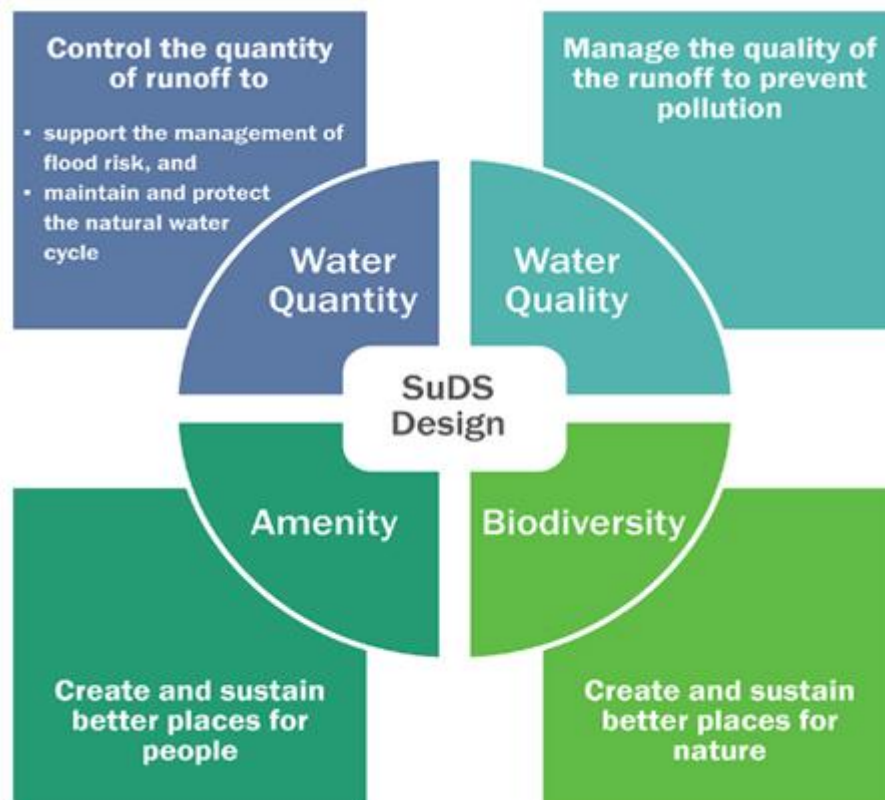 Control the quantity
of runoff to
• support the management of
flood risk, and
• maintain and protect
the natural water
cycle
Manage the quality of
the runoff to prevent
pollution
Water
Quantity
Water
Quality
SuDS
Design
Amenity
Biodiversity
Create and sustain
better places for
people
Create and sustain
better places for
nature